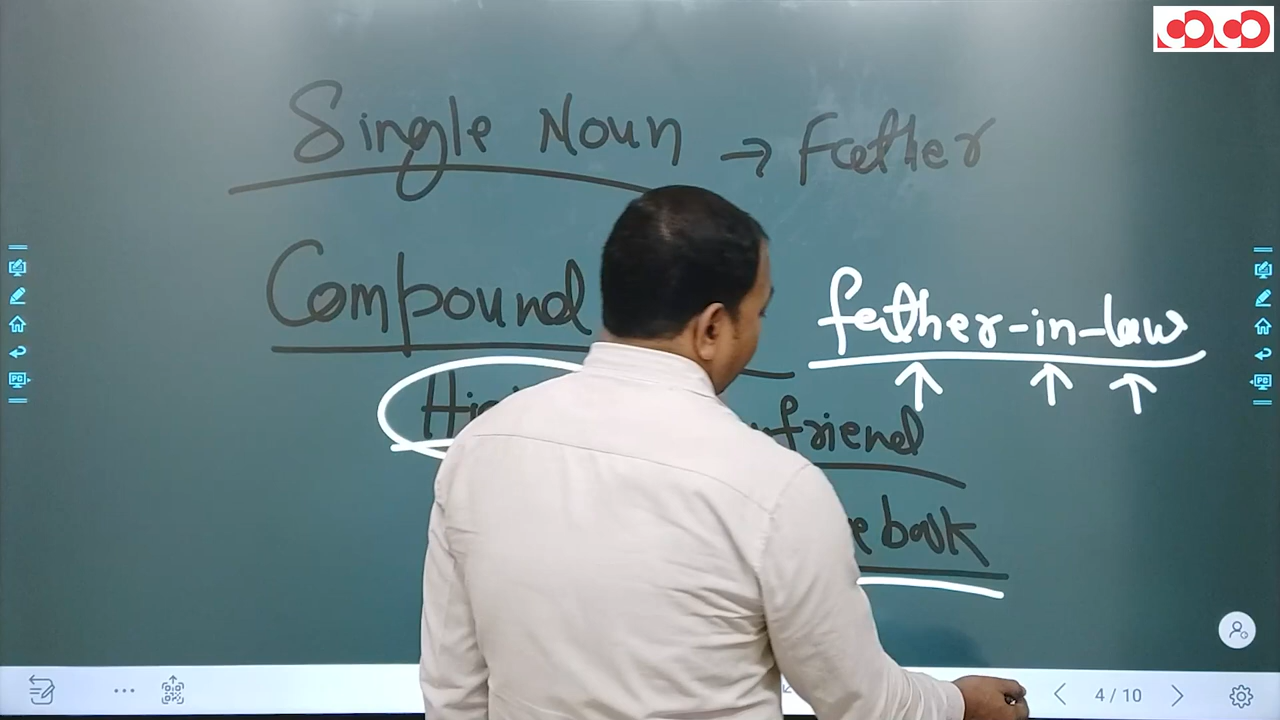 Single Noun → Father
Compound
father-in-law
friend
book
4 / 10